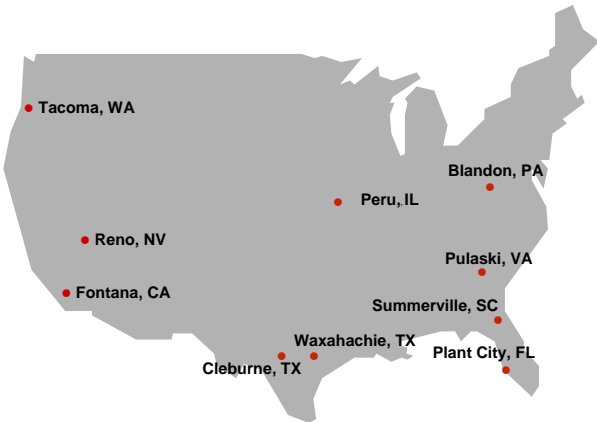 Tacoma, WA
Blandon, PA
Peru, IL
Reno, NV
Pulaski, VA
Fontana, CA
Summerville, SC
Waxahachie, TX
Plant City, FL
Cleburne, TX